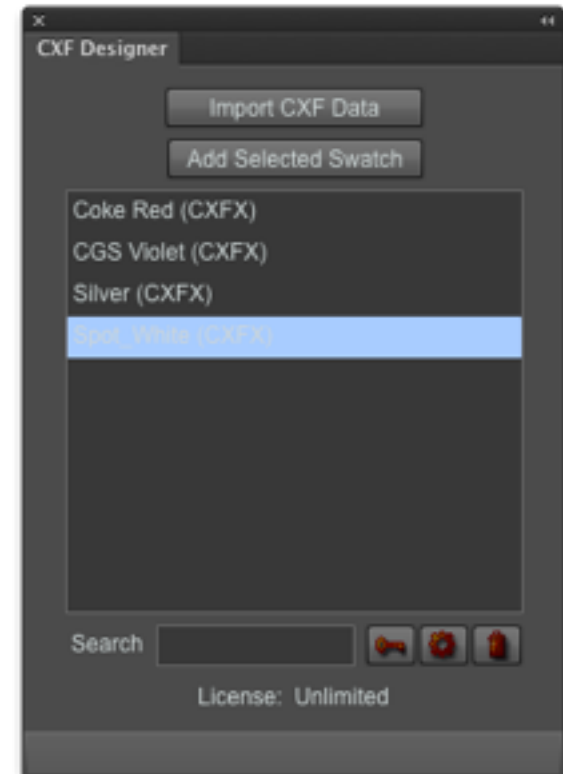 CXF Designer
Import CXF Data
Add Selected Swatch
Coke Red (CXFX)
CGS Violet (CXFX)
Silver (CXFX)
Spot_White (CXFX)
Search
License: Unlimited